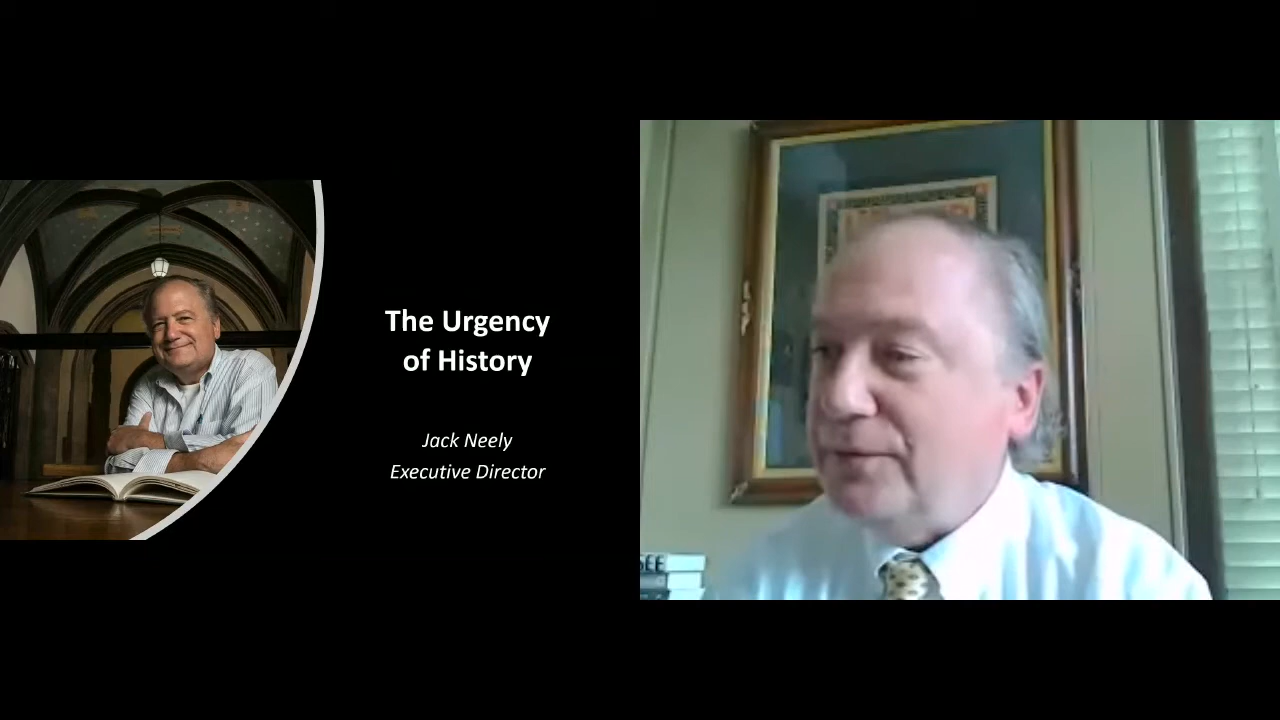 The Urgency
of History
Jack Neely
Executive Director